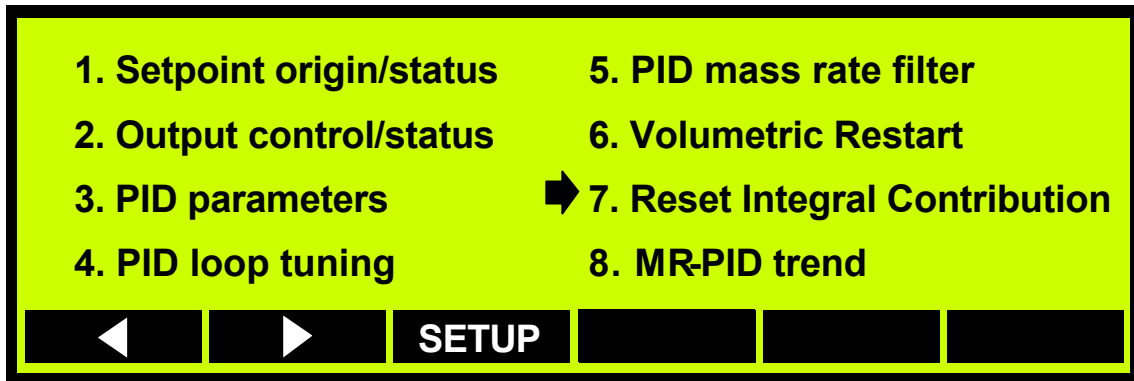 1. Setpoint origin/status
2. Output control/status
3. PID parameters
4. PID loop tuning
5. PID mass rate filter
6. Volumetric Restart
7. Reset Integral Contribution
8. MR-PID trend
SETUP